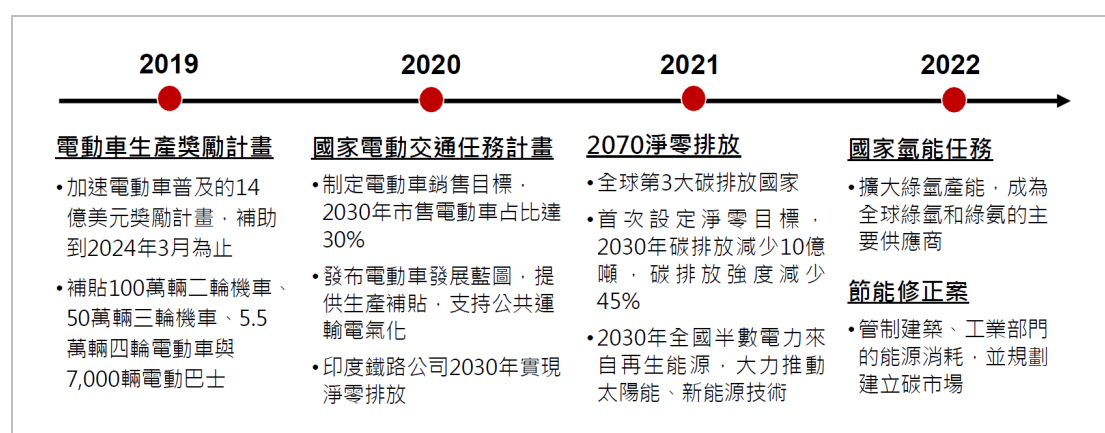 2019
電動車生產獎勵計畫
•加速電動車普及的14
億美元獎勵計畫，補助
到2024年3月為止
•補貼100萬輛二輪機車、
50萬輛三輪機車、5.5
萬輛四輪電動車與
7,000輛電動巴士
2020
國家電動交通任務計畫
•制定電動車銷售目標，
2030年市售電動車占比達
30%
•發布電動車發展藍圖，提
供生產補貼，支持公共運
輸電氣化
•印度鐵路公司2030年實現
淨零排放
2021
2070淨零排放
•全球第3大碳排放國家
•首次設定淨零目標，
2030年碳排放減少10億
噸，碳排放強度減少
45%
•2030年全國半數電力來
自再生能源，大力推動
太陽能、新能源技術
2022
國家氫能任務
•擴大綠氫產能，成為
全球綠氫和綠氨的主
要供應商
節能修正案
•管制建築、工業部門
的能源消耗，並規劃
建立碳市場